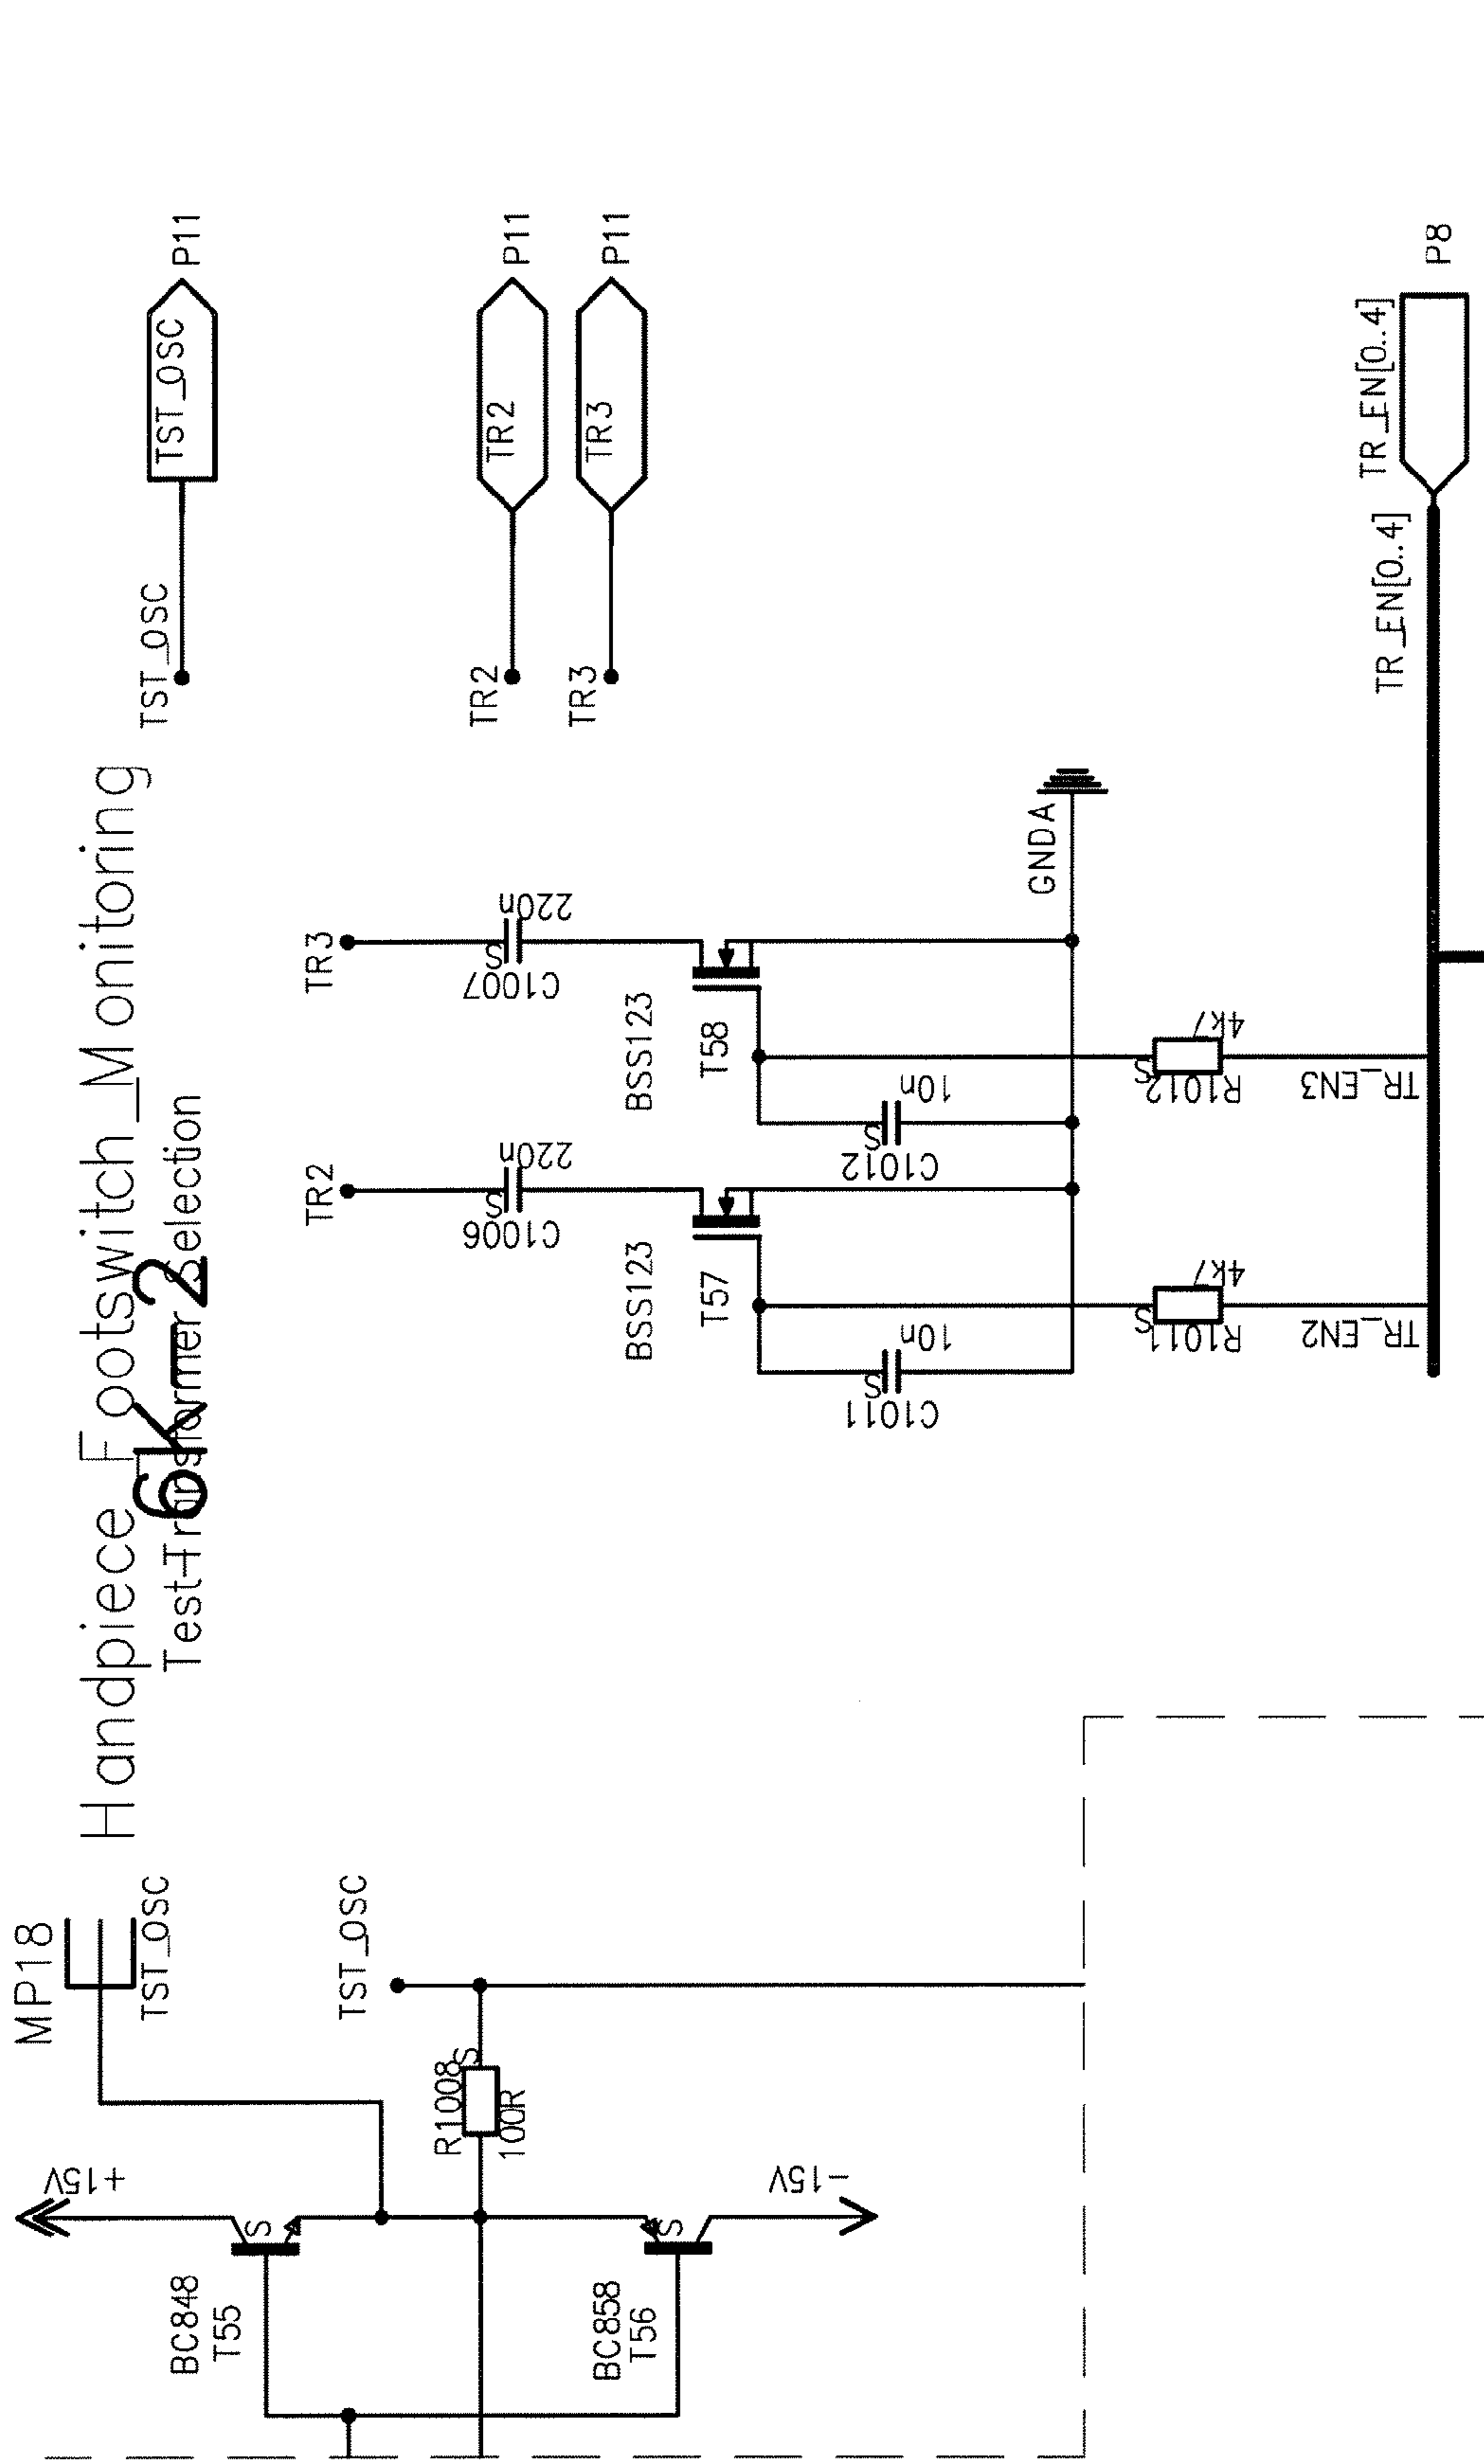 Handpiece_Footswitch_Monitoring
6K_2
Test-Transformer Selection
MP18
TST_OSC
TST_OSC
+15V
BC848
T55
R1008
S
100R
S
S
BC858
T56
-15V
TST_OSC
TST_OSC
P11
TR2
TR2
P11
TR3
TR3
P11
TR3
220n
S
C1007
BSS123
T58
10n
S
C1012
TR2
220n
S
C1006
BSS123
T57
10n
S
C1011
GNDA
4k7
S
R1012
TR_EN3
4k7
S
R1011
TR_EN2
TR_EN[0..4]
TR_EN[0..4]
P8